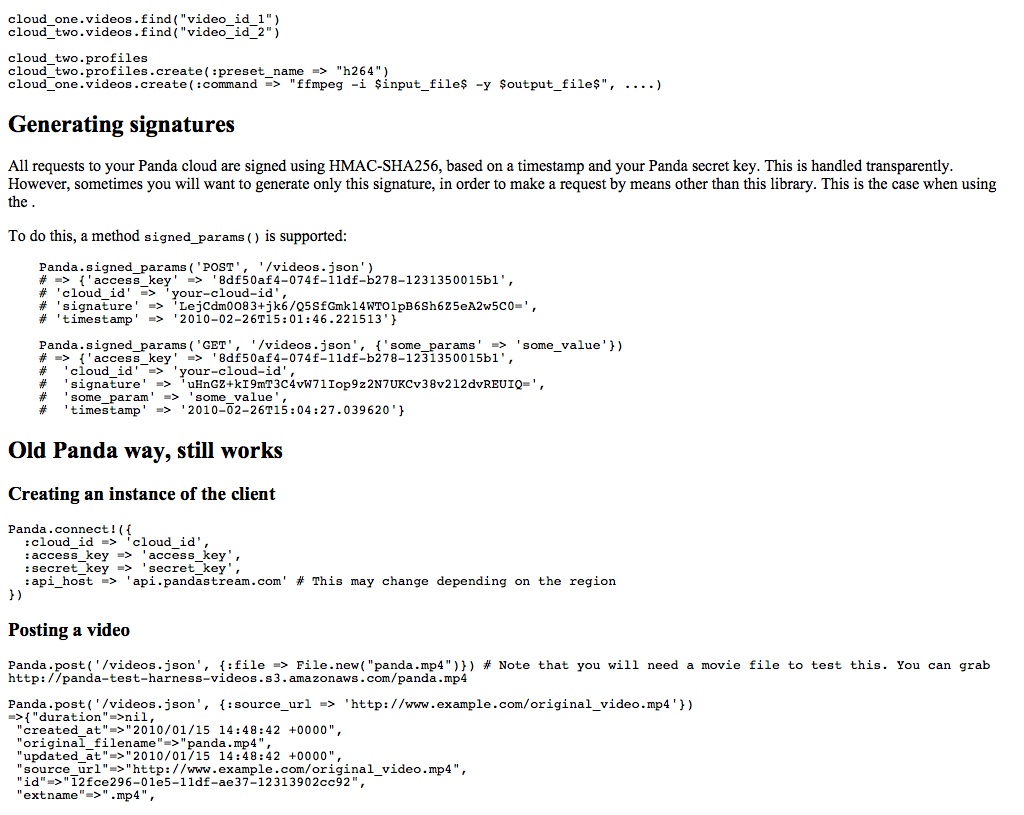 cloud_one.videos.find("video_id_1")
cloud_two.videos.find("video_id_2")
cloud_two.profiles
cloud_two.profiles.create(:preset_name => "h264")
cloud_one.videos.create(:command => "ffmpeg -i $input_file$ -y $output_file$", ....)
Generating signatures
All requests to your Panda cloud are signed using HMAC-SHA256, based on a timestamp and your Panda secret key. This is handled transparently.
However, sometimes you will want to generate only this signature, in order to make a request by means other than this library. This is the case when using
the .
To do this, a method signed_params() is supported:
Panda.signed_params('POST', '/videos.json')
# => {'access_key' => '8df50af4-074f-11df-b278-1231350015b1',
# 'cloud_id' => 'your-cloud-id',
# 'signature' => 'LejCdm0O83+jk6/Q5SfGmk14WTO1pB6Sh6Z5eA2w5C0=',
# 'timestamp' => '2010-02-26T15:01:46.221513'}
Panda.signed_params('GET', '/videos.json', {'some_params' => 'some_value'})
# => {'access_key' => '8df50af4-074f-11df-b278-1231350015b1',
#  'cloud_id' => 'your-cloud-id',
#  'signature' => 'uHnGZ+kI9mT3C4vW71Iop9z2N7UKCv38v2l2dvREUIQ=',
#  'some_param' => 'some_value',
#  'timestamp' => '2010-02-26T15:04:27.039620'}
Old Panda way, still works
Creating an instance of the client
Panda.connect!({
:cloud_id => 'cloud_id',
:access_key => 'access_key',
:secret_key => 'secret_key',
:api_host => 'api.pandastream.com' # This may change depending on the region
})
Posting a video
Panda.post('/videos.json', {:file => File.new("panda.mp4")}) # Note that you will need a movie file to test this. You can grab
http://panda-test-harness-videos.s3.amazonaws.com/panda.mp4
Panda.post('/videos.json', {:source_url => 'http://www.example.com/original_video.mp4'})
=>{"duration"=>nil,
"created_at"=>"2010/01/15 14:48:42 +0000",
"original_filename"=>"panda.mp4",
"updated_at"=>"2010/01/15 14:48:42 +0000",
"source_url"=>"http://www.example.com/original_video.mp4",
"id"=>"12fce296-01e5-11df-ae37-12313902cc92",
"extname"=>".mp4",